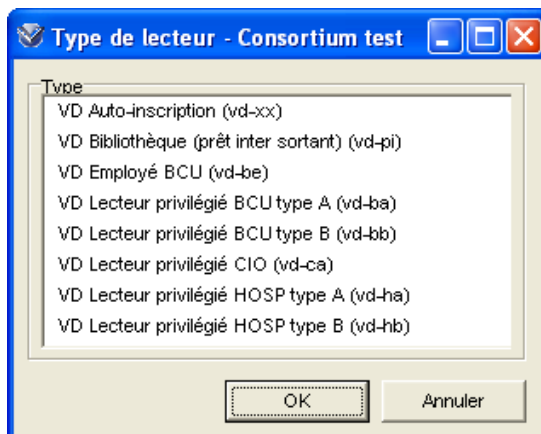 Type de lecteur - Consortium test
Type
VD Auto-inscription (vd-xx)
VD Bibliothèque (prêt inter sortant) (vd-pi)
VD Employé BCU (vd-be)
VD Lecteur privilégié BCU type A (vd-ba)
VD Lecteur privilégié BCU type B (vd-bb)
VD Lecteur privilégié CIO (vd-ca)
VD Lecteur privilégié HOSP type A (vd-ha)
VD Lecteur privilégié HOSP type B (vd-hb)
OK Annuler